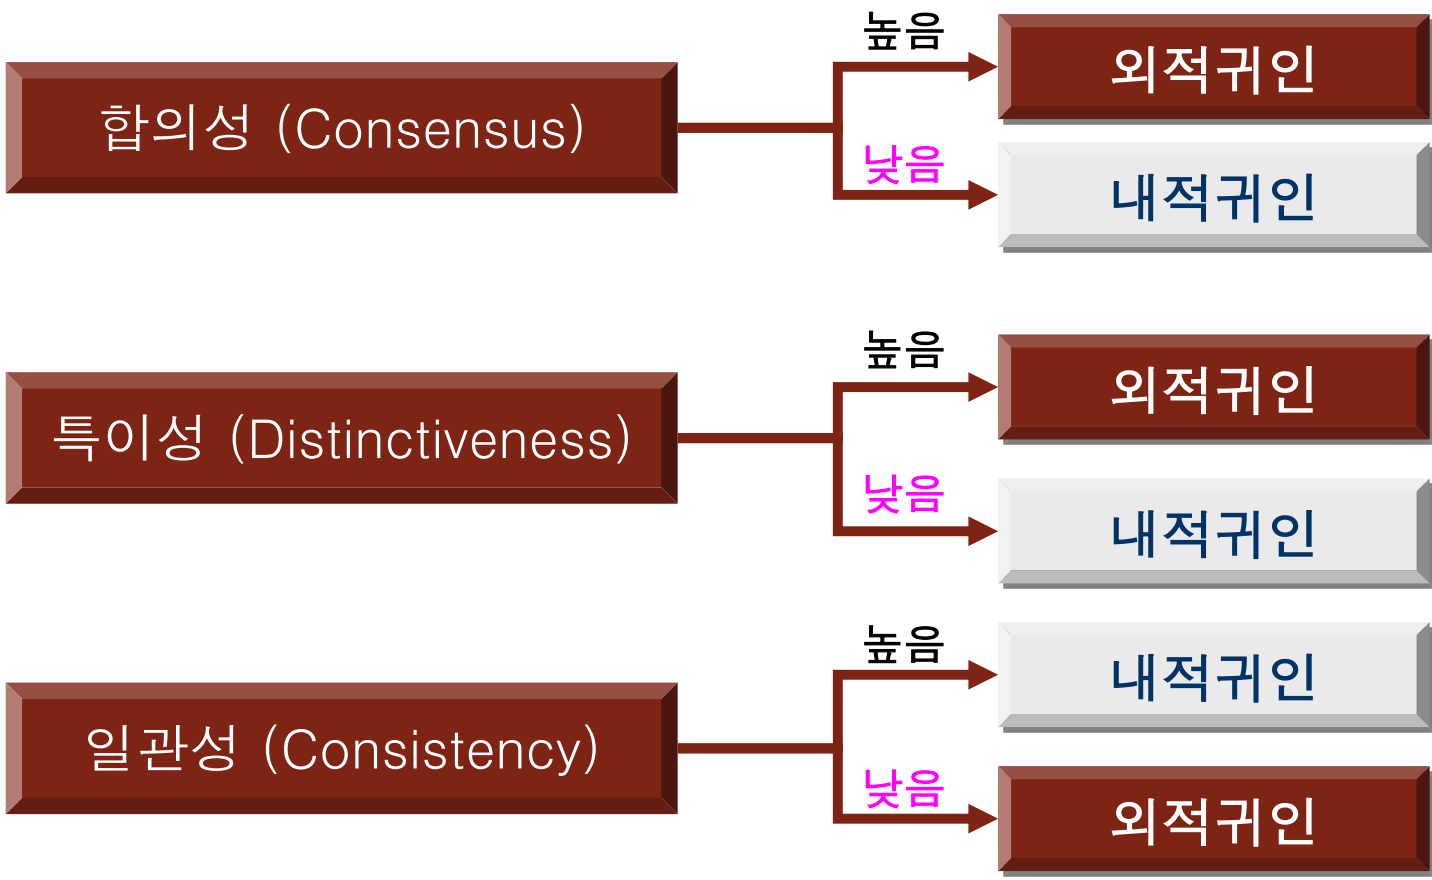 합의성 (Consensus)
높음
외적귀인
낮음
내적귀인
특이성 (Distinctiveness)
높음
외적귀인
낮음
내적귀인
일관성 (Consistency)
높음
내적귀인
낮음
외적귀인